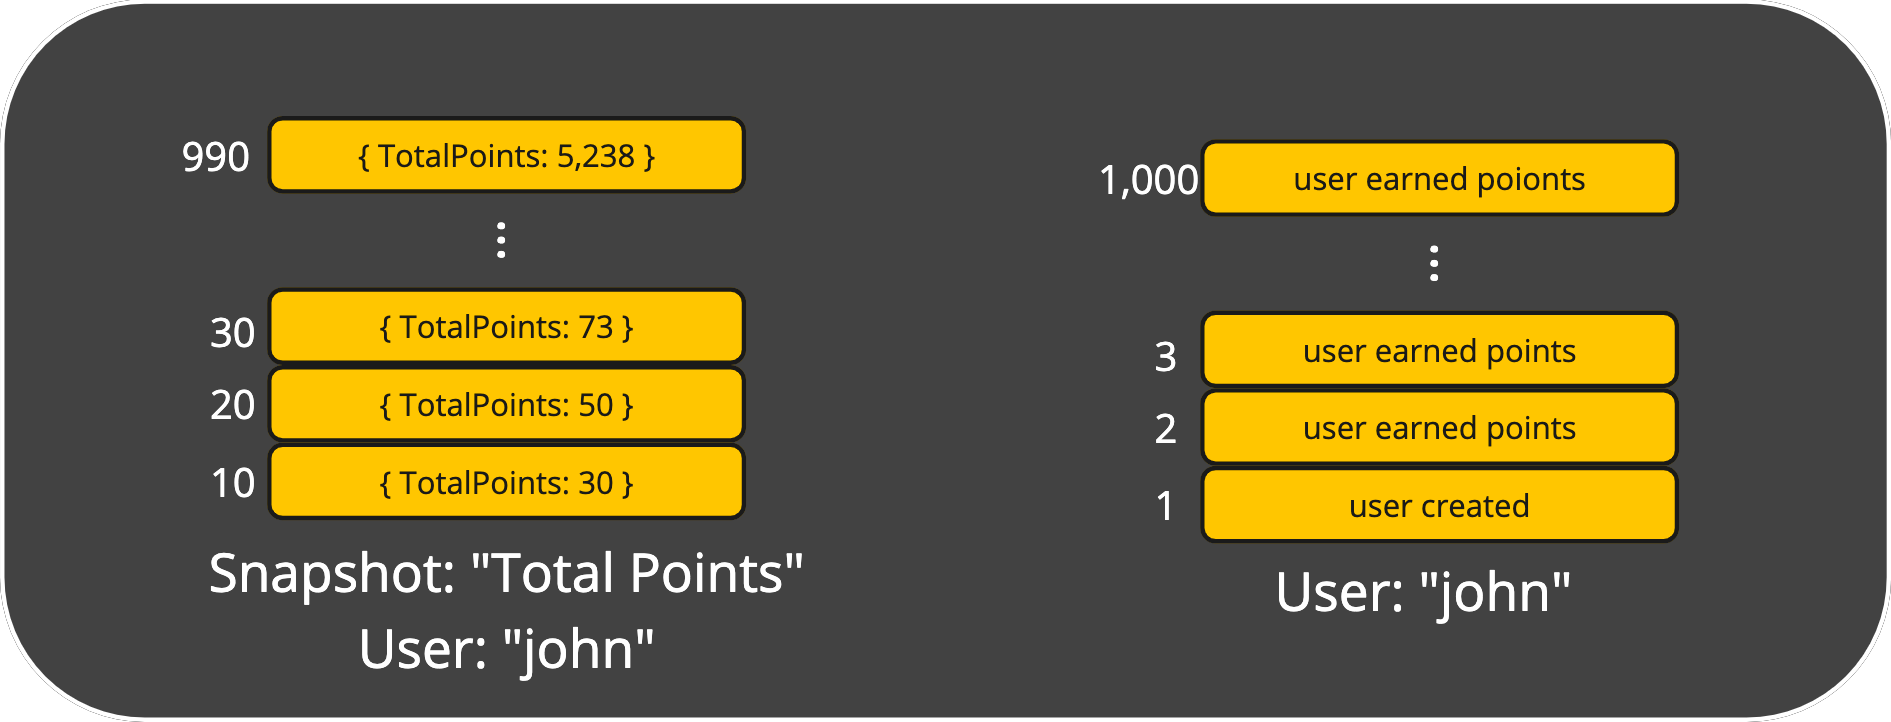 990 { TotalPoints: 5,238 }
30 { TotalPoints: 73 }
20 { TotalPoints: 50 }
10 { TotalPoints: 30 }
Snapshot: "Total Points"
User: "john"
1,000 user earned poionts
3 user earned points
2 user earned points
1 user created
User: "john"